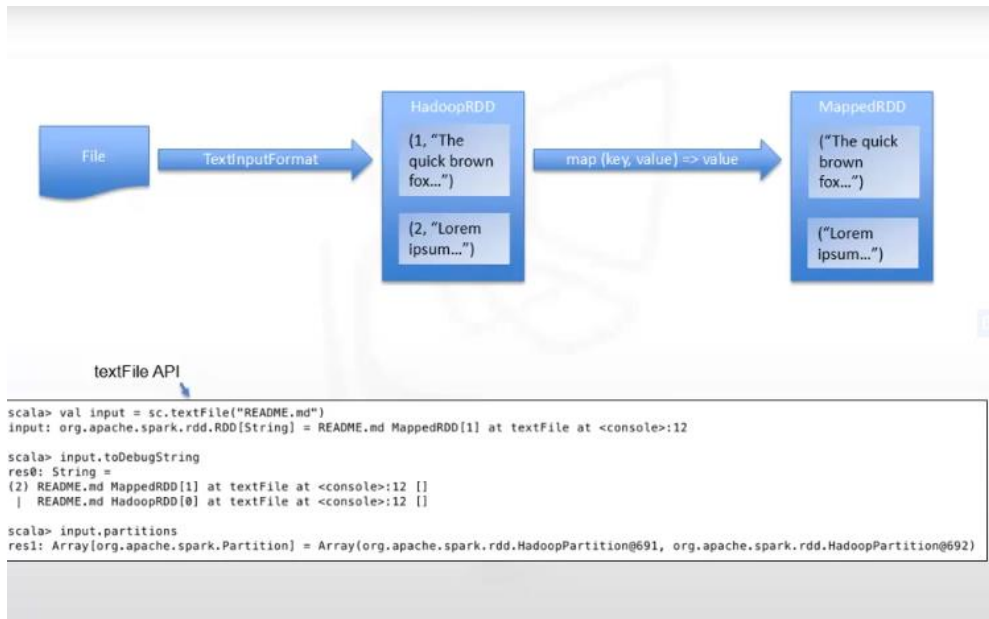 HadoopRDD
MappedRDD
File
TextInputFormat
(1, "The
quick brown
fox...")
(2, "Lorem
ipsum...")
map (key, value) => value
("The quick
brown
fox...")
("Lorem
ipsum...")
textFile API
scala> val input = sc.textFile("README.md")
input: org.apache.spark.rdd.RDD[String] = README.md MappedRDD[1] at textFile at <console>:12
scala> input.toDebugString
res0: String =
(2) README.md MappedRDD[1] at textFile at <console>:12 []
| README.md HadoopRDD[0] at textFile at <console>:12 []
scala> input.partitions
res1: Array[org.apache.spark.Partition] = Array(org.apache.spark.rdd.HadoopPartition@691, org.apache.spark.rdd.HadoopPartition@692)